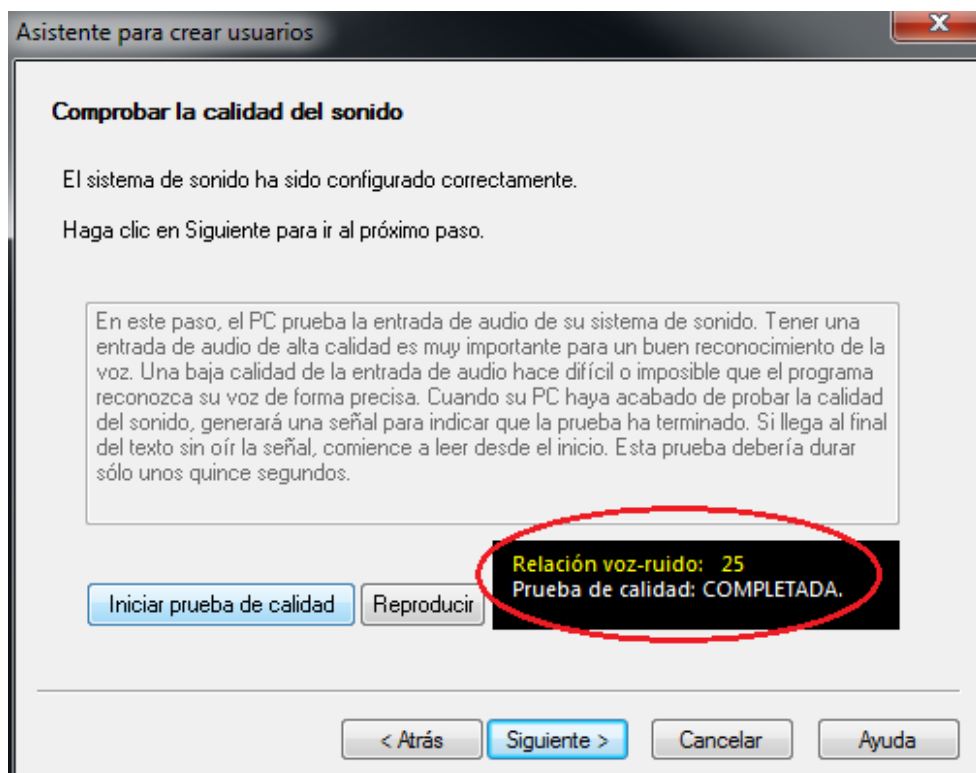 Asistente para crear usuarios
x
Comprobar la calidad del sonido
El sistema de sonido ha sido configurado correctamente.
Haga clic en Siguiente para ir al próximo paso.
En este paso, el PC prueba la entrada de audio de su sistema de sonido. Tener una
entrada de audio de alta calidad es muy importante para un buen reconocimiento de la
voz. Una baja calidad de la entrada de audio hace difícil o imposible que el programa
reconozca su voz de forma precisa. Cuando su PC haya acabado de probar la calidad
del sonido, generará una señal para indicar que la prueba ha terminado. Si llega al final
del texto sin oír la señal, comience a leer desde el inicio. Esta prueba debería durar
sólo unos quince segundos.
Relación voz-ruido: 25
Prueba de calidad: COMPLETADA.
Iniciar prueba de calidad Reproducir
< Atrás Siguiente > Cancelar Ayuda